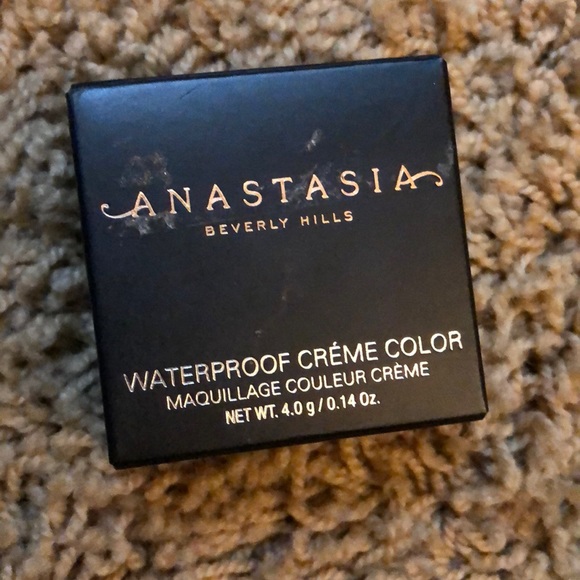 ANASTASIA
BEVERLY HILLS
WATERPROOF CRÉME COLOR
MAQUILLAGE COULEUR CRÈME
NET WT. 4.0 g / 0.14 Oz.